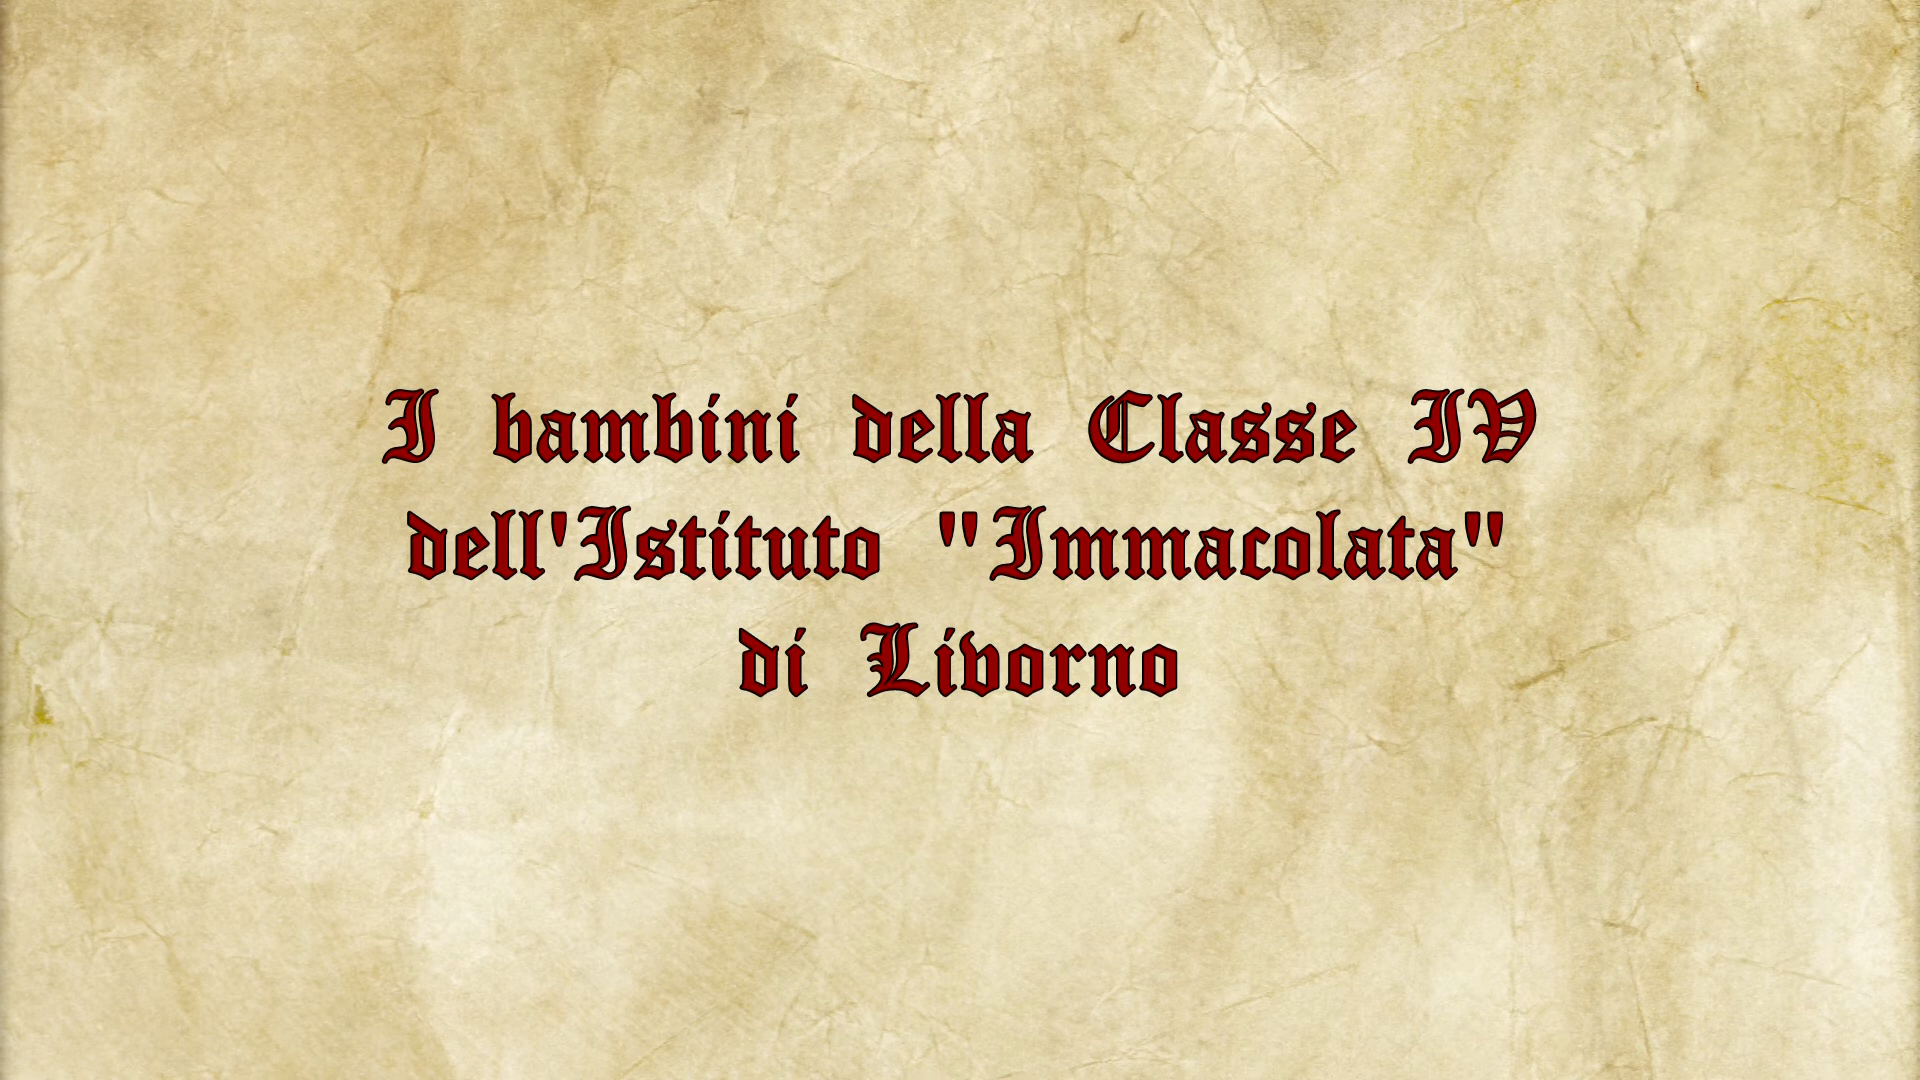 I bambini della Classe IV
dell'Istituto "Immacolata"
di Livorno